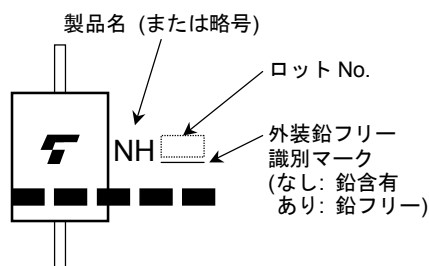 製品名 (または略号)
ロット No.
NH
外装鉛フリー
識別マーク
(なし: 鉛含有
あり: 鉛フリー)